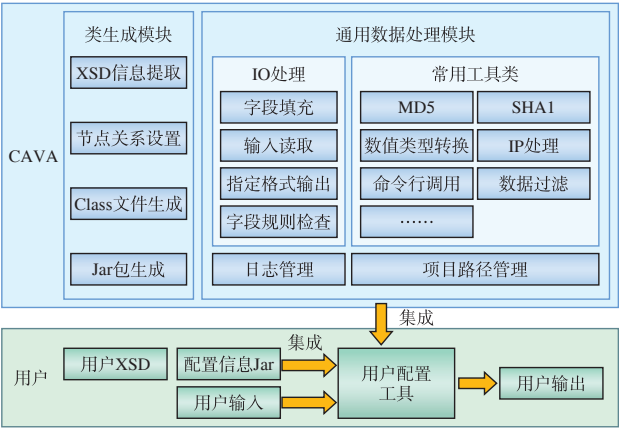 CAVA
类生成模块
XSD信息提取
节点关系设置
Class文件生成
Jar包生成
通用数据处理模块
IO处理
字段填充
输入读取
指定格式输出
字段规则检查
常用工具类
MD5
SHA1
数值类型转换
IP处理
命令行调用
数据过滤
……
日志管理
项目路径管理
集成
用户
用户XSD
配置信息Jar
集成
用户输入
用户配置
工具
用户输出